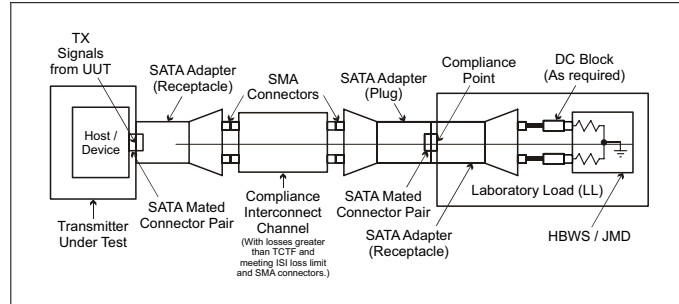 TX
Signals
from UUT
SATA Adapter
(Receptacle)
SMA
Connectors
SATA Adapter
(Plug)
Compliance
Point
DC Block
(As required)
Host /
Device
Transmitter
Under Test
SATA Mated
Connector Pair
Compliance
Interconnect
Channel
(With losses greater
than TCTF and
meeting ISI loss limit
and SMA connectors.)
SATA Mated
Connector Pair
SATA Adapter
(Receptacle)
Laboratory Load (LL)
HBWS / JMD